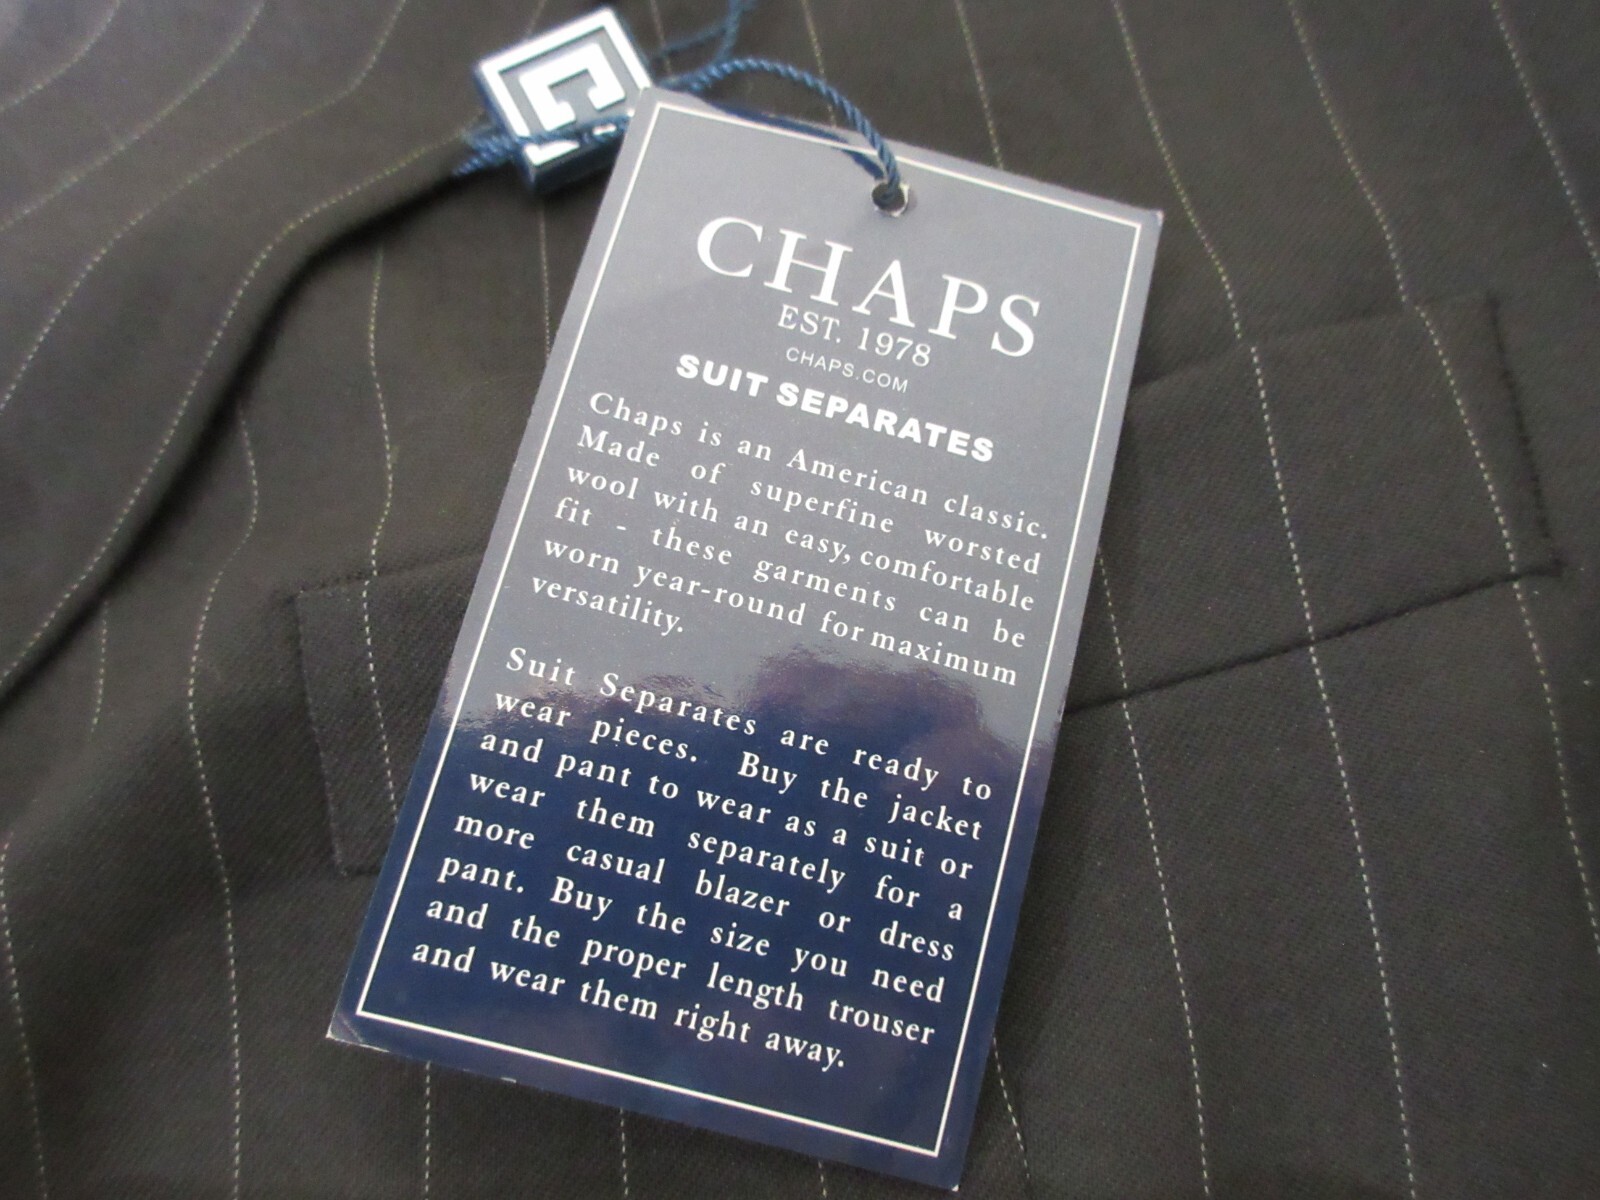 CHAPS
EST. 1978
CHAPS.COM
SUIT SEPARATES
Chaps is an American classic.
Made of superfine worsted
wool with an easy, comfortable
fit - these garments can be
worn year-round for maximum
versatility.
Suit Separates are ready to
wear pieces. Buy the jacket
and pant to wear as a suit or
wear them separately for a
more casual blazer or dress
pant. Buy the size you need
and the proper length trouser
and wear them right away.